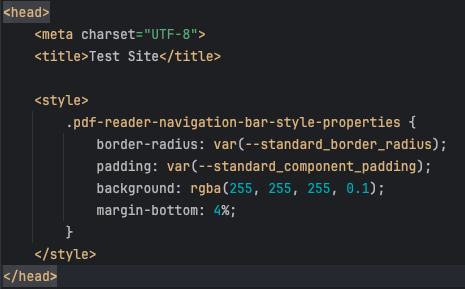 <head>
    <meta charset="UTF-8">
    <title>Test Site</title>

    <style>
        .pdf-reader-navigation-bar-style-properties {
            border-radius: var(--standard_border_radius);
            padding: var(--standard_component_padding);
            background: rgba(255, 255, 255, 0.1);
            margin-bottom: 4%;
        }
    </style>
</head>